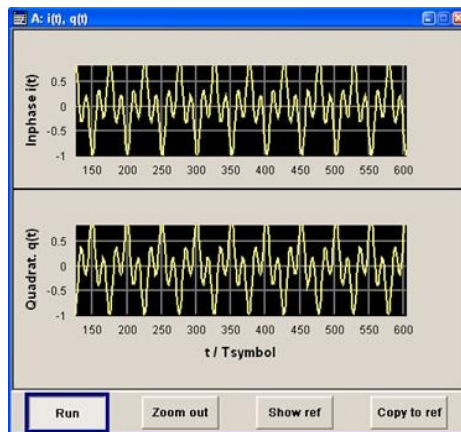 A: i(t), q(t)
Inphase i(t)
0.5
0
-0.5
-1
150 200 250 300 350 400 450 500 550 600
Quadrat. q(t)
0.5
0
-0.5
-1
150 200 250 300 350 400 450 500 550 600
t / Tsymbol
Run Zoom out Show ref Copy to ref